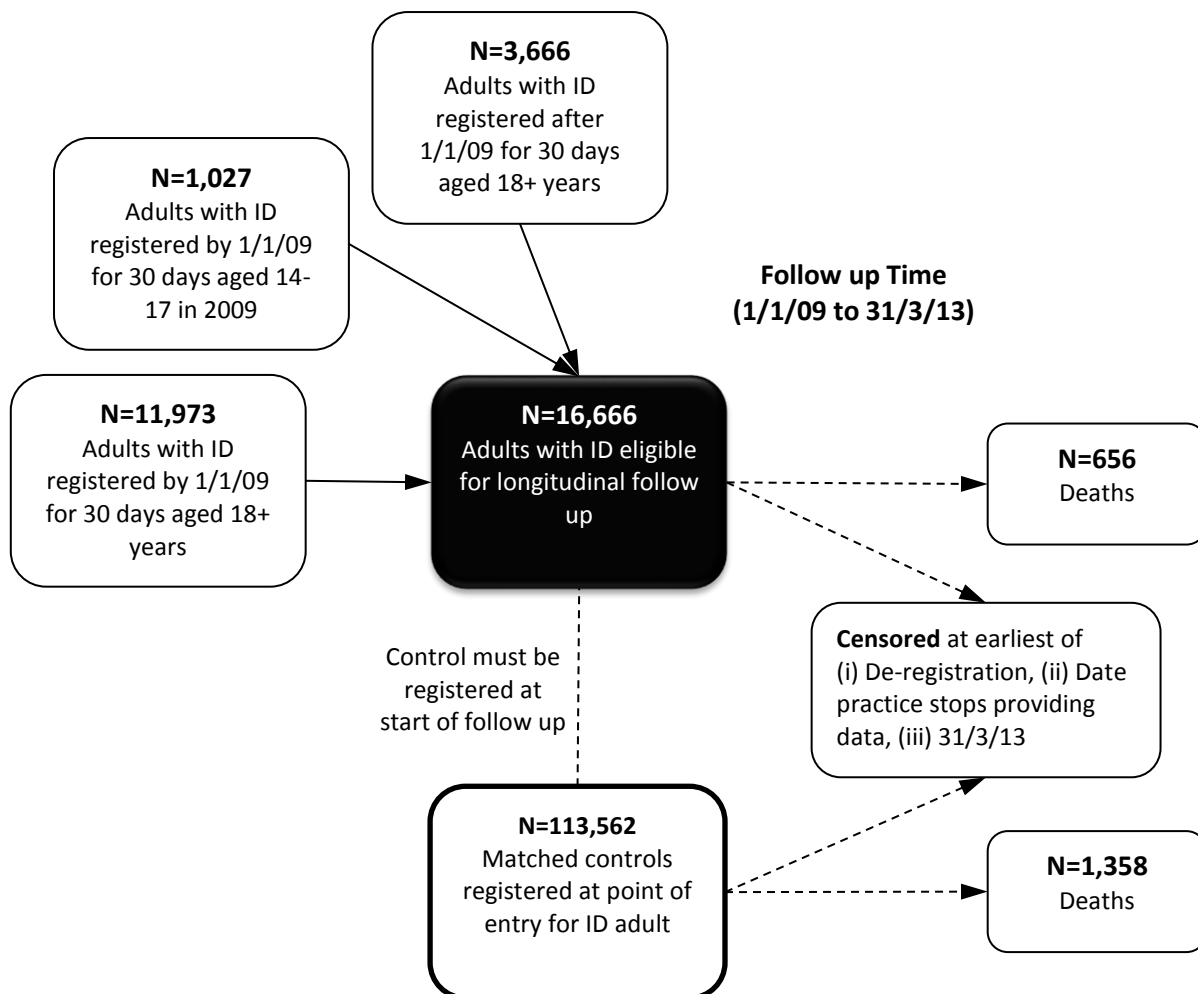 N=3,666
Adults with ID
registered after
1/1/09 for 30 days
aged 18+ years
N=1,027
Adults with ID
registered by 1/1/09
for 30 days aged 14-
17 in 2009
Follow up Time
(1/1/09 to 31/3/13)
N=11,973
Adults with ID
registered by 1/1/09
for 30 days aged 18+
years
N=16,666
Adults with ID eligible
for longitudinal follow
up
N=656
Deaths
Control must be
registered at
start of follow up
Censored at earliest of
(i) De-registration, (ii) Date
practice stops providing
data, (iii) 31/3/13
N=113,562
Matched controls
registered at point of
entry for ID adult
N=1,358
Deaths